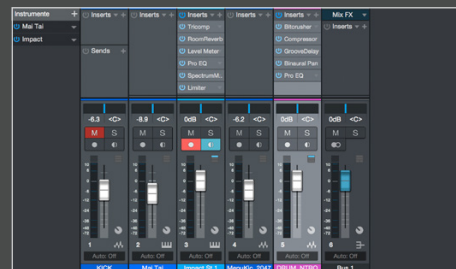 Instrumente
Mai Tai
Impact
Inserts
Sends
Inserts
Inserts
Tricomp
RoomReverb
Level Meter
Pro EQ
SpectrumM..
Limiter
Inserts
Inserts
Bitcrusher
Compressor
GrooveDelay
Binaural Pan
Pro EQ
Mix FX
Inserts
-6.3 <C>
-8.9 <C>
0dB <C>
-6.2 <C>
0dB <C>
0dB <C>
M S
M S
M S
M S
M S
M S
1
2
3
4
5
6
Auto: Off
Auto: Off
Auto: Off
Auto: Off
Auto: Off
Auto: Off
KICK
Mai Tai
Bus 1